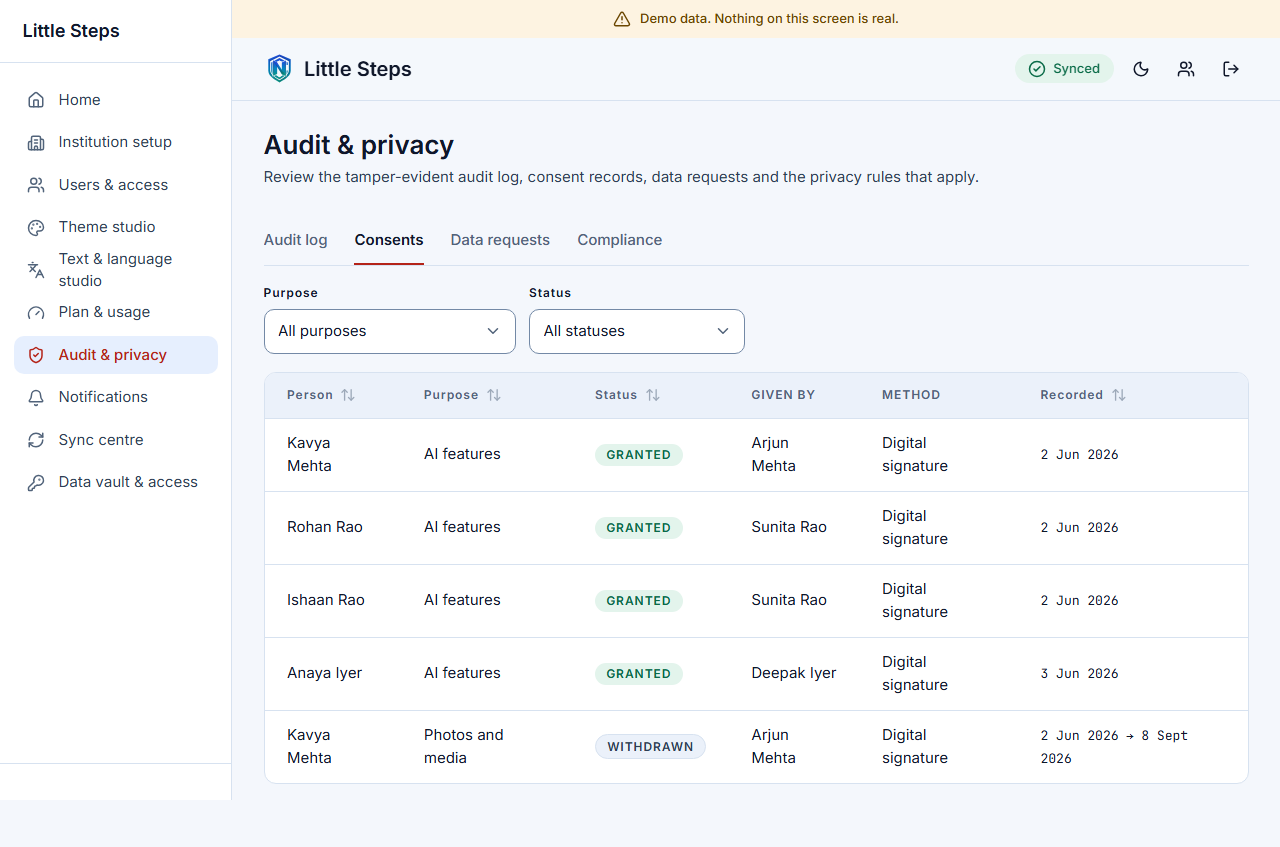 Little Steps
Demo data. Nothing on this screen is real.
Little Steps
Synced
Home
Institution setup
Users & access
Theme studio
Text & language
studio
Plan & usage
Audit & privacy
Notifications
Sync centre
Data vault & access
Audit & privacy
Review the tamper-evident audit log, consent records, data requests and the privacy rules that apply.
Audit log Consents Data requests Compliance
Purpose Status
All purposes All statuses
Person Purpose Status GIVEN BY METHOD Recorded
Kavya Mehta AI features GRANTED Arjun Mehta Digital signature 2 Jun 2026
Rohan Rao AI features GRANTED Sunita Rao Digital signature 2 Jun 2026
Ishaan Rao AI features GRANTED Sunita Rao Digital signature 2 Jun 2026
Anaya Iyer AI features GRANTED Deepak Iyer Digital signature 3 Jun 2026
Kavya Mehta Photos and media WITHDRAWN Arjun Mehta Digital signature 2 Jun 2026 → 8 Sept 2026